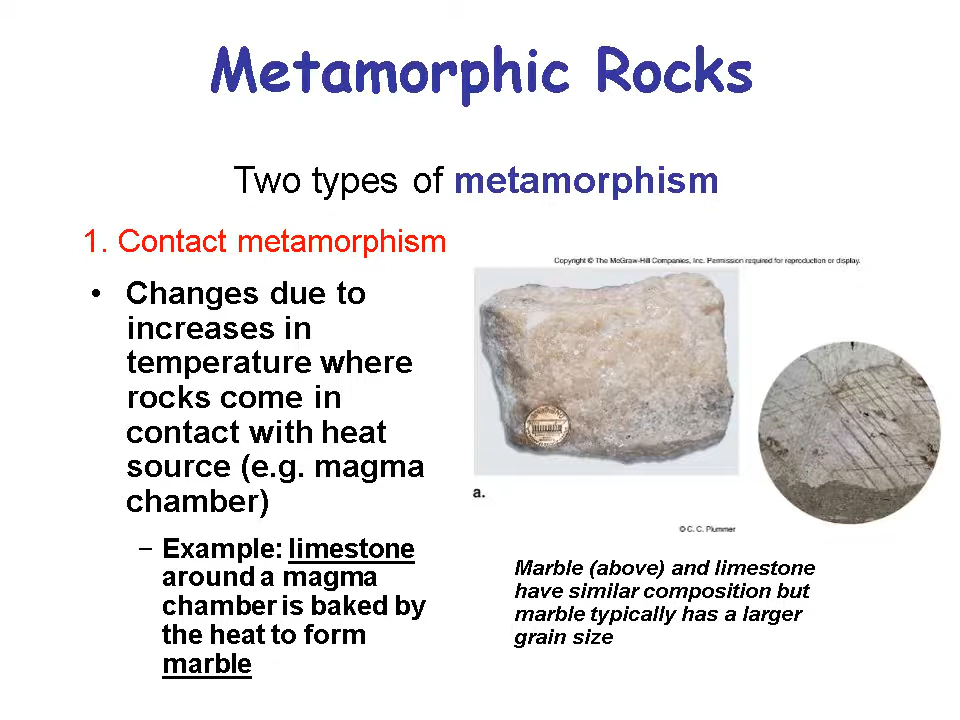 Metamorphic Rocks
Two types of metamorphism
1. Contact metamorphism
• Changes due to
increases in
temperature where
rocks come in
contact with heat
source (e.g. magma
chamber)
– Example: limestone
around a magma
chamber is baked by
the heat to form
marble
Copyright © The McGraw-Hill Companies, Inc. Permission required for reproduction or display.
a.
© C. C. Plummer
Marble (above) and limestone
have similar composition but
marble typically has a larger
grain size